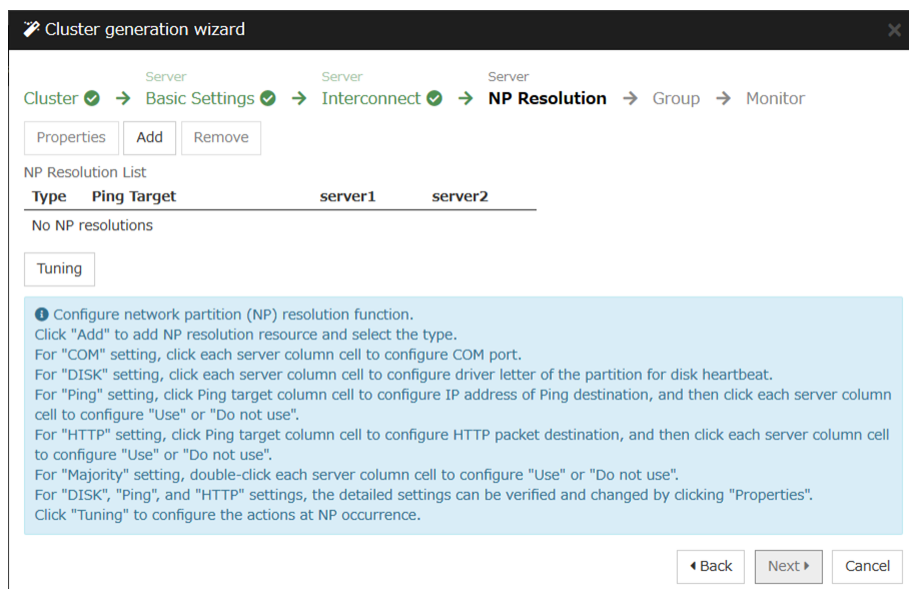 Cluster generation wizard
Server Server Server
Cluster Basic Settings Interconnect NP Resolution Group Monitor
Properties Add Remove
NP Resolution List
Type Ping Target server1 server2
No NP resolutions
Tuning
Configure network partition (NP) resolution function.
Click "Add" to add NP resolution resource and select the type.
For "COM" setting, click each server column cell to configure COM port.
For "DISK" setting, click each server column cell to configure driver letter of the partition for disk heartbeat.
For "Ping" setting, click Ping target column cell to configure IP address of Ping destination, and then click each server column
cell to configure "Use" or "Do not use".
For "HTTP" setting, click Ping target column cell to configure HTTP packet destination, and then click each server column cell
to configure "Use" or "Do not use".
For "Majority" setting, double-click each server column cell to configure "Use" or "Do not use".
For "DISK", "Ping", and "HTTP" settings, the detailed settings can be verified and changed by clicking "Properties".
Click "Tuning" to configure the actions at NP occurrence.
Back Next Cancel